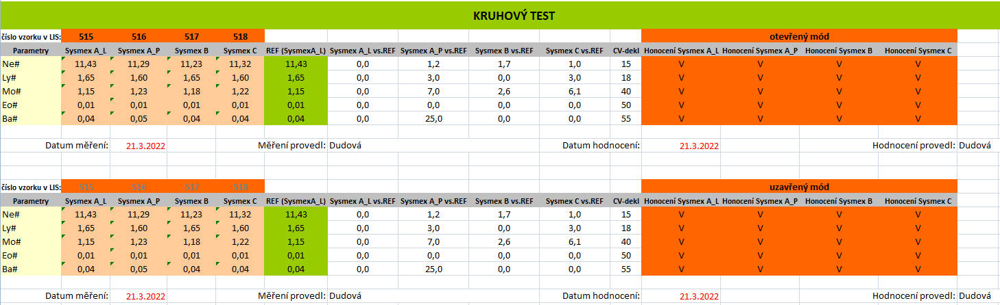 KRUHOVÝ TEST
číslo vzorku v LIS: 515 516 517 518 otevřený mód
Parametry Sysmex A_L Sysmex A_P Sysmex B Sysmex C REF (SysmexA_L) Sysmex A_L vs.REF Sysmex A_P vs.REF Sysmex B vs.REF Sysmex C vs.REF CV-dekl Honocení Sysmex A_L Honocení Sysmex A_P Honocení Sysmex B Honocení Sysmex C
Ne# 11,43 11,29 11,23 11,32 11,43 0,0 1,2 1,7 1,0 15 V V V V
Ly# 1,65 1,60 1,65 1,60 1,65 0,0 3,0 0,0 3,0 18 V V V V
Mo# 1,15 1,23 1,18 1,22 1,15 0,0 7,0 2,6 6,1 40 V V V V
Eo# 0,01 0,01 0,01 0,01 0,01 0,0 0,0 0,0 0,0 50 V V V V
Ba# 0,04 0,05 0,04 0,04 0,04 0,0 25,0 0,0 0,0 55 V V V V
Datum měření: 21.3.2022 Měření provedl: Dudová Datum hodnocení: 21.3.2022 Hodnocení provedl: Dudová
číslo vzorku v LIS: 515 516 517 518 uzavřený mód
Parametry Sysmex A_L Sysmex A_P Sysmex B Sysmex C REF (SysmexA_L) Sysmex A_L vs.REF Sysmex A_P vs.REF Sysmex B vs.REF Sysmex C vs.REF CV-dekl Honocení Sysmex A_L Honocení Sysmex A_P Honocení Sysmex B Honocení Sysmex C
Ne# 11,43 11,29 11,23 11,32 11,43 0,0 1,2 1,7 1,0 15 V V V V
Ly# 1,65 1,60 1,65 1,60 1,65 0,0 3,0 0,0 3,0 18 V V V V
Mo# 1,15 1,23 1,18 1,22 1,15 0,0 7,0 2,6 6,1 40 V V V V
Eo# 0,01 0,01 0,01 0,01 0,01 0,0 0,0 0,0 0,0 50 V V V V
Ba# 0,04 0,05 0,04 0,04 0,04 0,0 25,0 0,0 0,0 55 V V V V
Datum měření: 21.3.2022 Měření provedl: Dudová Datum hodnocení: 21.3.2022 Hodnocení provedl: Dudová